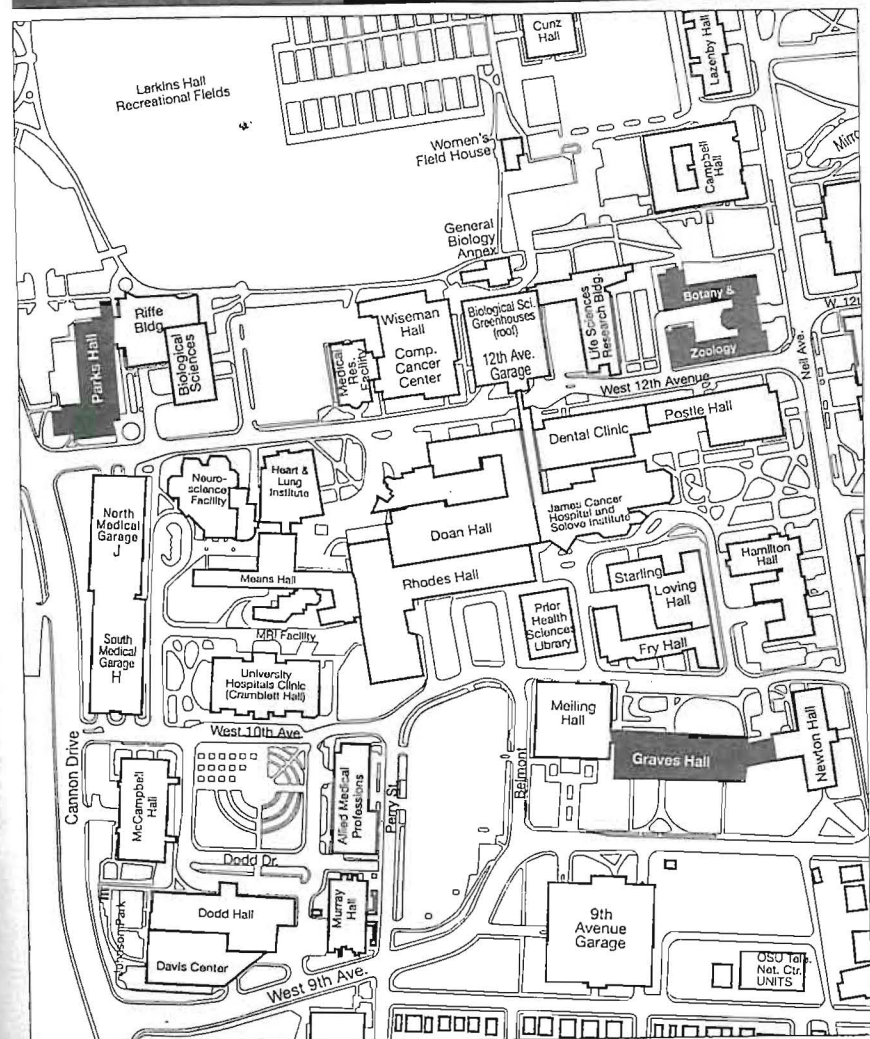 Cunz
Hall
Lazenby Hall
Larkins Hall
Recreational Fields
Women's
Field House
Campbell
Hall
General
Biology
Annex
Riffe
Bldg.
Parks Hall
Biological
Sciences
Medical
Res.
Facility
Wiseman
Hall
Comp.
Cancer
Center
Biological Sci.
Greenhouses
(roof)
12th Ave.
Garage
Life Sciences
Research Bldg.
Botany &
Zoology
W. 12th
Neil Ave.
West 12th Avenue
Dental Clinic
Postle Hall
North
Medical
Garage
J
Neuro-
science
Facility
Heart &
Lung
Institute
Doan Hall
James Cancer
Hospital and
Solove Institute
Means Hall
Rhodes Hall
Starling
Loving
Hall
Hamilton
Hall
Prior
Health
Sciences
Library
Fry Hall
South
Medical
Garage
H
MRI Facility
University
Hospitals Clinic
(Cramblett Hall)
West 10th Ave.
Meiling
Hall
Graves Hall
Newton Hall
Cannon Drive
McCampbell
Hall
Allied Medical
Professions
Perry St.
Belmont
Dodd Dr.
Dodd Hall
Murray
Hall
Davis Center
West 9th Ave.
9th
Avenue
Garage
OSU Tele.
Net. Ctr.
UNITS